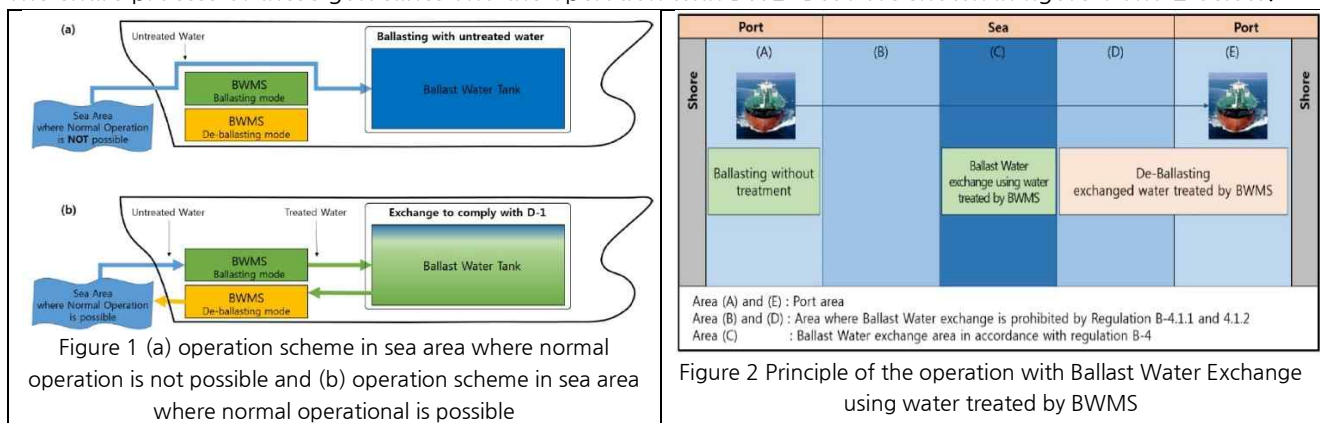 (a)
Untreated Water
Ballasting with untreated water
BWMS
Ballasting mode
Ballast Water Tank
BWMS
De-ballasting mode
Sea Area
where Normal Operation
is NOT possible
(b)
Untreated Water
Treated Water
Exchange to comply with D-1
BWMS
Ballasting mode
Ballast Water Tank
BWMS
De-ballasting mode
Sea Area
where Normal Operation
is possible
Figure 1 (a) operation scheme in sea area where normal
operation is not possible and (b) operation scheme in sea area
where normal operational is possible
Port
Sea
Port
Shore
(A)
(B)
(C)
(D)
(E)
Shore
Ballasting without
treatment
Ballast Water
exchange using water
treated by BWMS
De-Ballasting
exchanged water treated by BWMS
Area (A) and (E) : Port area
Area (B) and (D) : Area where Ballast Water exchange is prohibited by Regulation B-4.1.1 and 4.1.2
Area (C) : Ballast Water exchange area in accordance with regulation B-4
Figure 2 Principle of the operation with Ballast Water Exchange
using water treated by BWMS